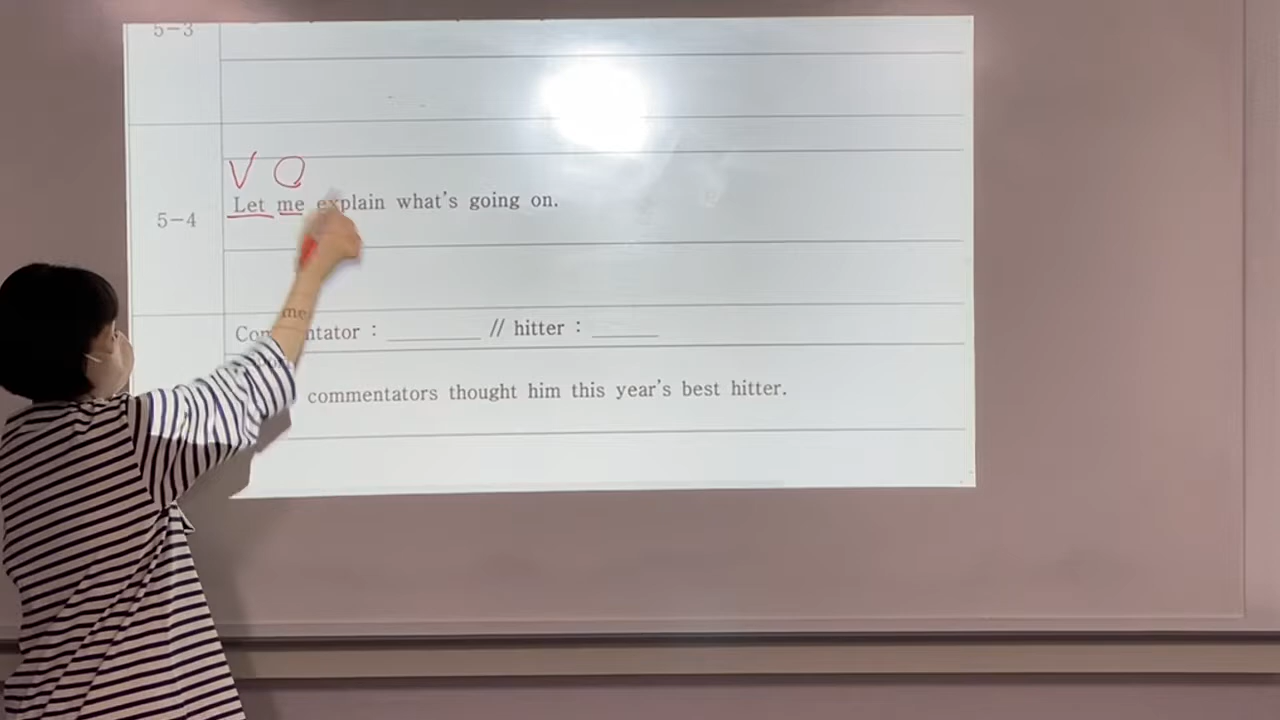 5-3
V O
Let me explain what's going on.
5-4
Commentator : ________ // hitter : ______
commentators thought him this year's best hitter.